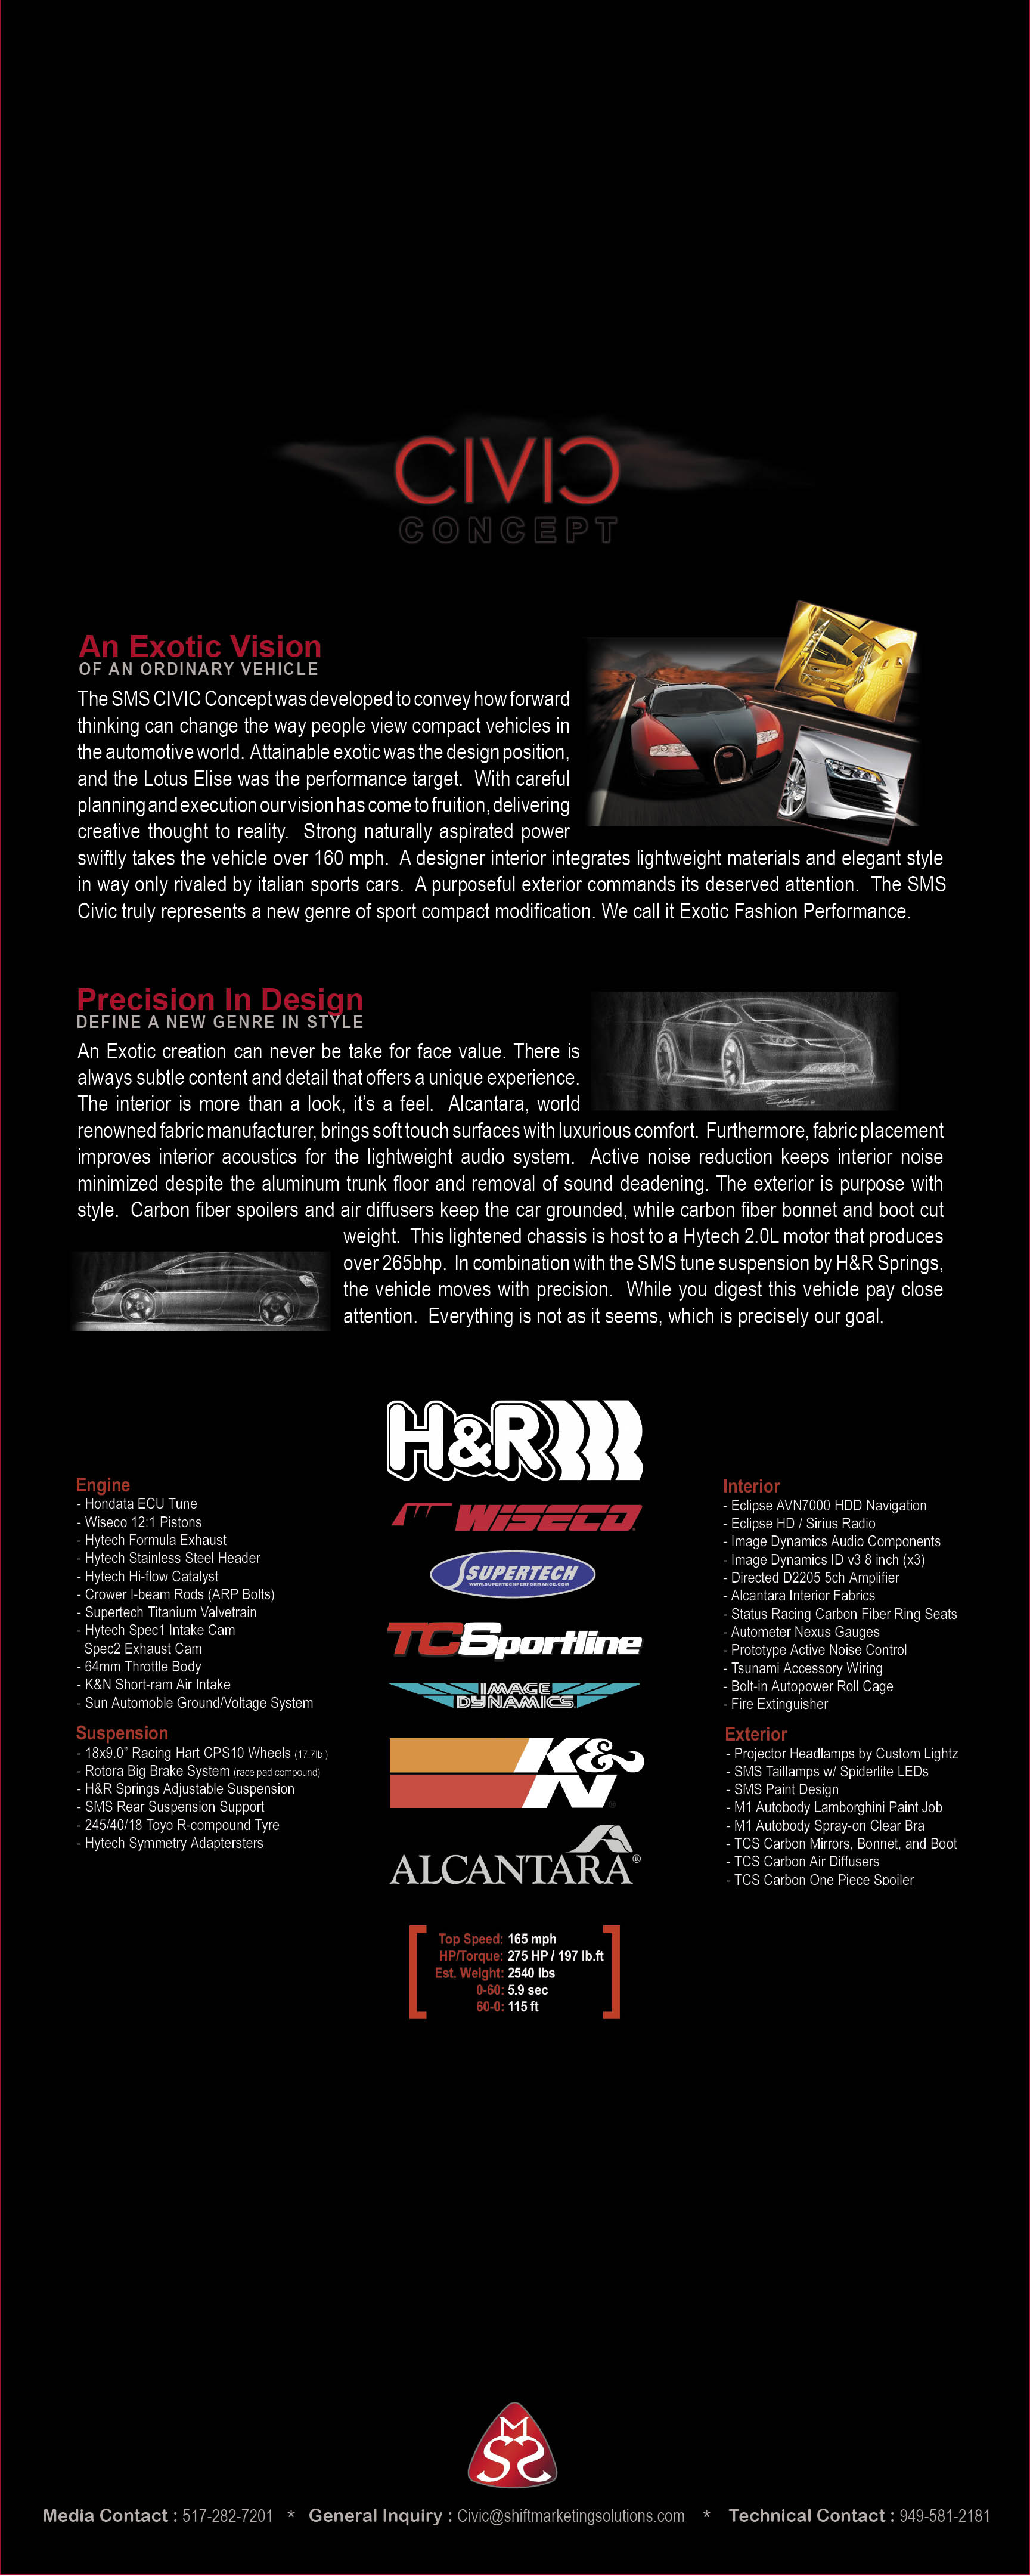 CIVIC
CONCEPT
An Exotic Vision
OF AN ORDINARY VEHICLE
The SMS CIVIC Concept was developed to convey how forward
thinking can change the way people view compact vehicles in
the automotive world. Attainable exotic was the design position,
and the Lotus Elise was the performance target. With careful
planning and execution our vision has come to fruition, delivering
creative thought to reality. Strong naturally aspirated power
swiftly takes the vehicle over 160 mph. A designer interior integrates lightweight materials and elegant style
in way only rivaled by italian sports cars. A purposeful exterior commands its deserved attention. The SMS
Civic truly represents a new genre of sport compact modification. We call it Exotic Fashion Performance.
Precision In Design
DEFINE A NEW GENRE IN STYLE
An Exotic creation can never be take for face value. There is
always subtle content and detail that offers a unique experience.
The interior is more than a look, it's a feel. Alcantara, world
renowned fabric manufacturer, brings soft touch surfaces with luxurious comfort. Furthermore, fabric placement
improves interior acoustics for the lightweight audio system. Active noise reduction keeps interior noise
minimized despite the aluminum trunk floor and removal of sound deadening. The exterior is purpose with
style. Carbon fiber spoilers and air diffusers keep the car grounded, while carbon fiber bonnet and boot cut
weight. This lightened chassis is host to a Hytech 2.0L motor that produces
over 265bhp. In combination with the SMS tune suspension by H&R Springs,
the vehicle moves with precision. While you digest this vehicle pay close
attention. Everything is not as it seems, which is precisely our goal.
Engine
- Hondata ECU Tune
- Wiseco 12:1 Pistons
- Hytech Formula Exhaust
- Hytech Stainless Steel Header
- Hytech Hi-flow Catalyst
- Crower I-beam Rods (ARP Bolts)
- Supertech Titanium Valvetrain
- Hytech Spec1 Intake Cam
Spec2 Exhaust Cam
- 64mm Throttle Body
- K&N Short-ram Air Intake
- Sun Automoble Ground/Voltage System
Suspension
- 18x9.0" Racing Hart CPS10 Wheels (17.7lb.)
- Rotora Big Brake System (race pad compound)
- H&R Springs Adjustable Suspension
- SMS Rear Suspension Support
- 245/40/18 Toyo R-compound Tyre
- Hytech Symmetry Adaptersters
H&R
WISECO
SUPERTECH
WWW.SUPERTECHPERFORMANCE.COM
TCSportline
IMAGE
DYNAMICS
K&N
ALCANTARA®
Interior
- Eclipse AVN7000 HDD Navigation
- Eclipse HD / Sirius Radio
- Image Dynamics Audio Components
- Image Dynamics ID v3 8 inch (x3)
- Directed D2205 5ch Amplifier
- Alcantara Interior Fabrics
- Status Racing Carbon Fiber Ring Seats
- Autometer Nexus Gauges
- Prototype Active Noise Control
- Tsunami Accessory Wiring
- Bolt-in Autopower Roll Cage
- Fire Extinguisher
Exterior
- Projector Headlamps by Custom Lightz
- SMS Taillamps w/ Spiderlite LEDs
- SMS Paint Design
- M1 Autobody Lamborghini Paint Job
- M1 Autobody Spray-on Clear Bra
- TCS Carbon Mirrors, Bonnet, and Boot
- TCS Carbon Air Diffusers
- TCS Carbon One Piece Spoiler
Top Speed: 165 mph
HP/Torque: 275 HP / 197 lb.ft
Est. Weight: 2540 lbs
0-60: 5.9 sec
60-0: 115 ft
SMS
Media Contact : 517-282-7201 * General Inquiry : Civic@shiftmarketingsolutions.com * Technical Contact : 949-581-2181